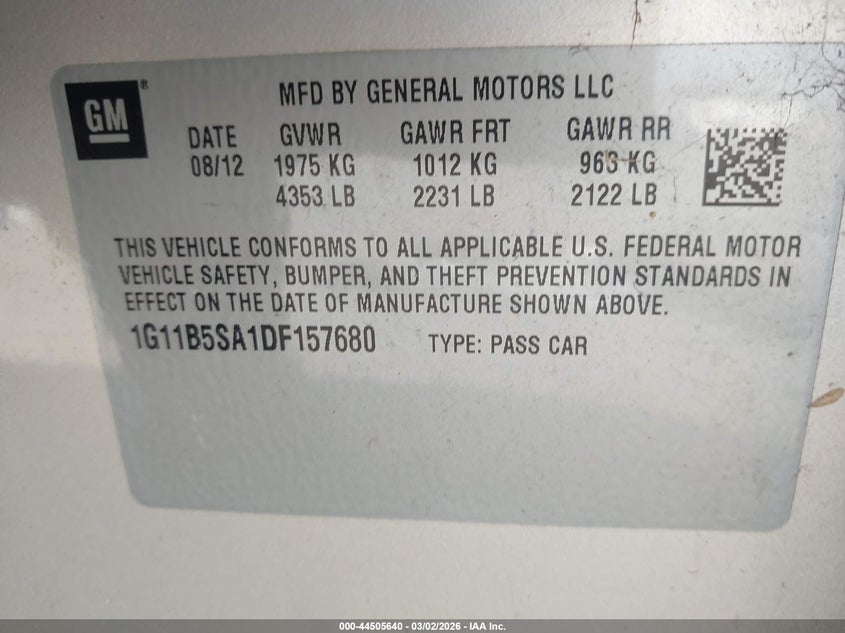 GM®
MFD BY GENERAL MOTORS LLC
DATE GVWR GAWR FRT GAWR RR
08/12 1975 KG 1012 KG 963 KG
4353 LB 2231 LB 2122 LB
THIS VEHICLE CONFORMS TO ALL APPLICABLE U.S. FEDERAL MOTOR
VEHICLE SAFETY, BUMPER, AND THEFT PREVENTION STANDARDS IN
EFFECT ON THE DATE OF MANUFACTURE SHOWN ABOVE.
1G11B5SA1DF157680 TYPE: PASS CAR
000-44505640 - 03/02/2026 - IAA Inc.